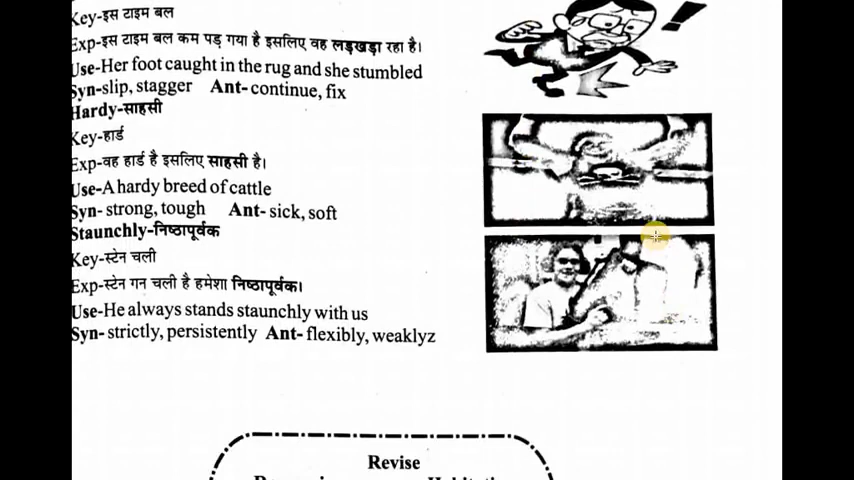 Key-इस टाइम बल
Exp-इस टाइम बल कम पड़ गया है इसलिए वह लड़खड़ा रहा है।
Use-Her foot caught in the rug and she stumbled
Syn-slip, stagger Ant-continue, fix
Hardy-साहसी
Key-हार्ड
Exp-वह हार्ड है इसलिए साहसी है।
Use-A hardy breed of cattle
Syn- strong, tough Ant- sick, soft
Staunchly-निष्ठापूर्वक
Key-स्टेन चली
Exp-स्टेन गन चली है हमेशा निष्ठापूर्वक।
Use-He always stands staunchly with us
Syn- strictly, persistently Ant- flexibly, weaklyz
Revise